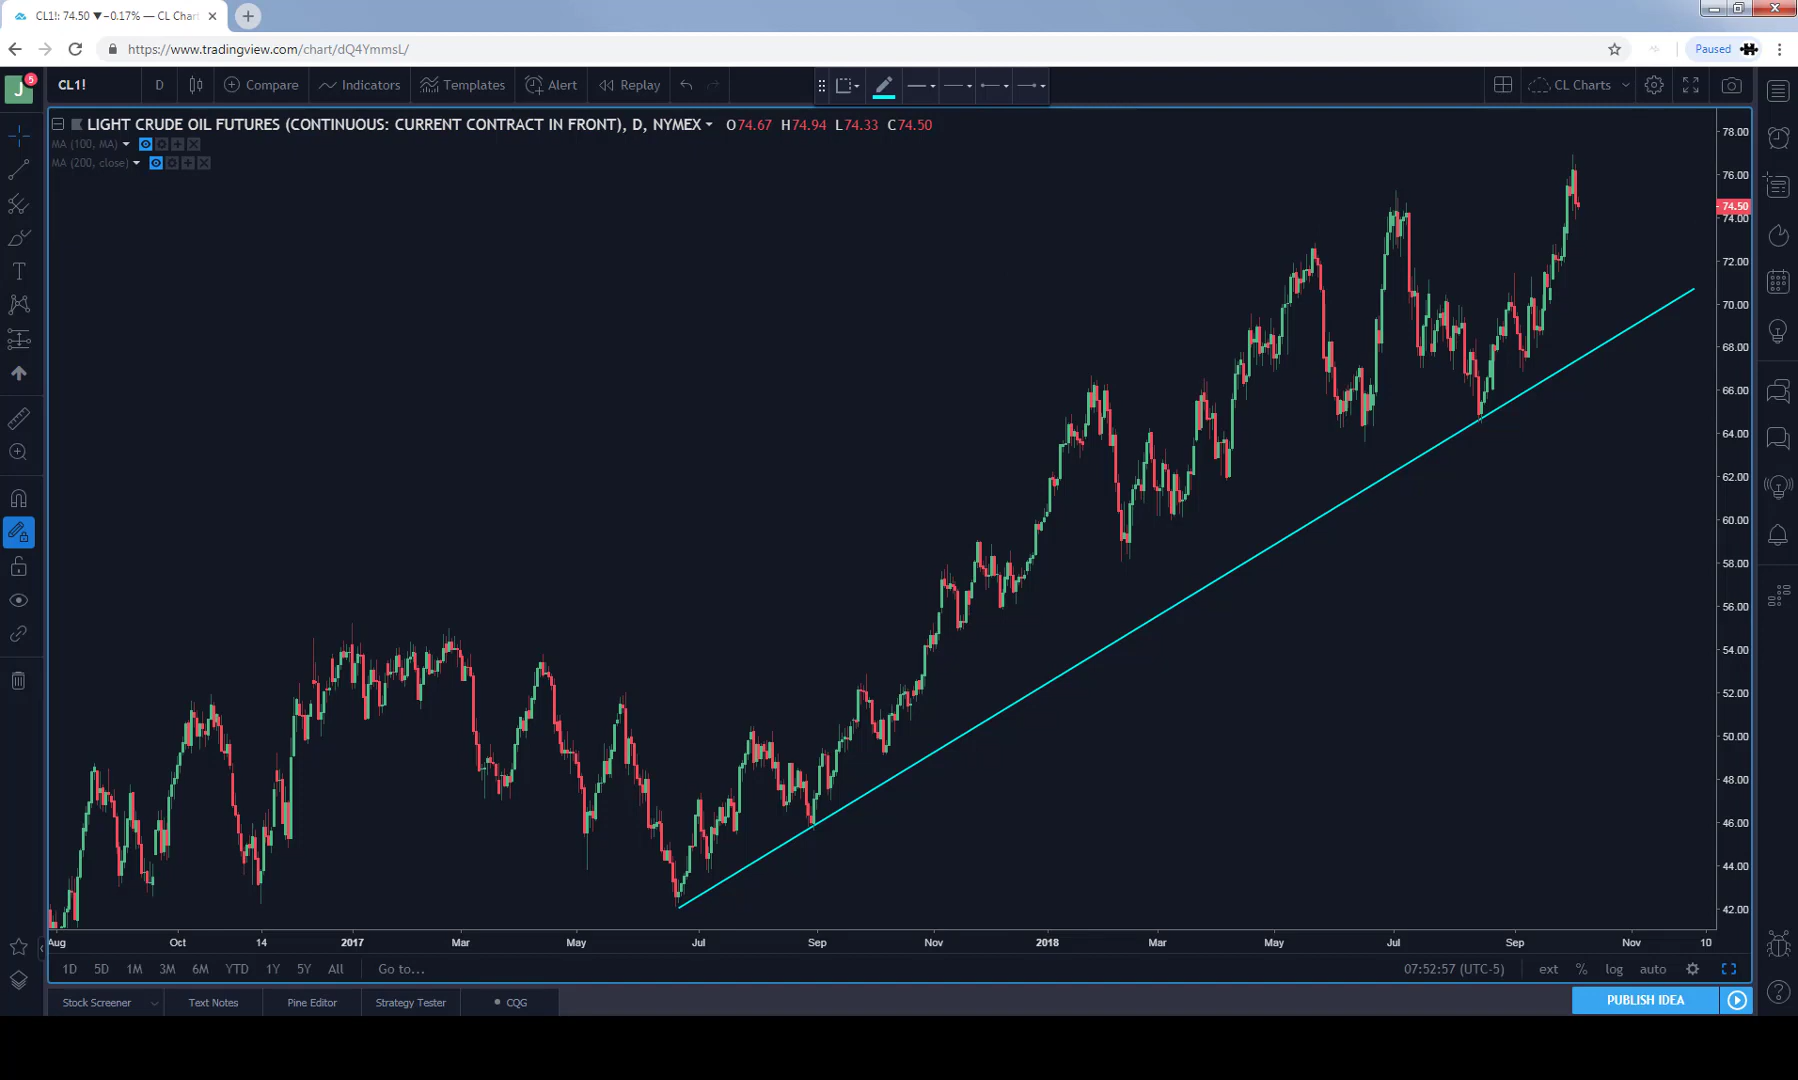 CL1!: 74.50 ▼−0.17% — CL Chart
https://www.tradingview.com/chart/dQ4YmmsL/
Paused
J
5
CL1!
D
Compare
Indicators
Templates
Alert
Replay
CL Charts
LIGHT CRUDE OIL FUTURES (CONTINUOUS: CURRENT CONTRACT IN FRONT), D, NYMEX
O74.67 H74.94 L74.33 C74.50
MA (100, MA)
MA (200, close)
78.00
76.00
74.50
74.00
72.00
70.00
68.00
66.00
64.00
62.00
60.00
58.00
56.00
54.00
52.00
50.00
48.00
46.00
44.00
42.00
Aug Oct 14 2017 Mar May Jul Sep Nov 2018 Mar May Jul Sep Nov 10
1D 5D 1M 3M 6M YTD 1Y 5Y All Go to...
07:52:57 (UTC-5) ext % log auto
Stock Screener Text Notes Pine Editor Strategy Tester CQG
PUBLISH IDEA